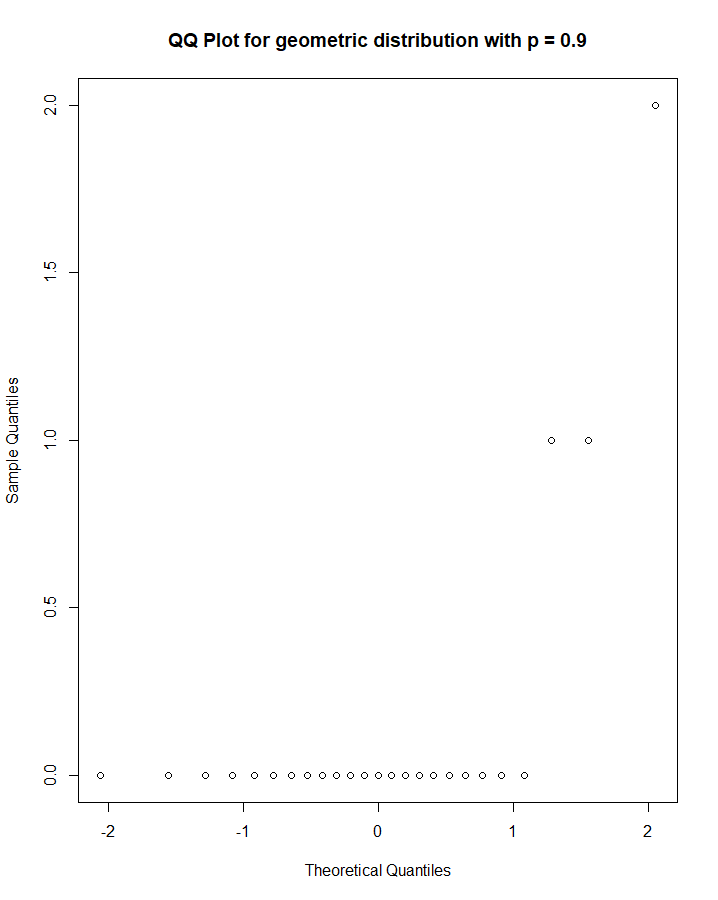 QQ Plot for geometric distribution with p = 0.9
2.0
1.5
1.0
0.5
0.0
Sample Quantiles
-2 -1 0 1 2
Theoretical Quantiles